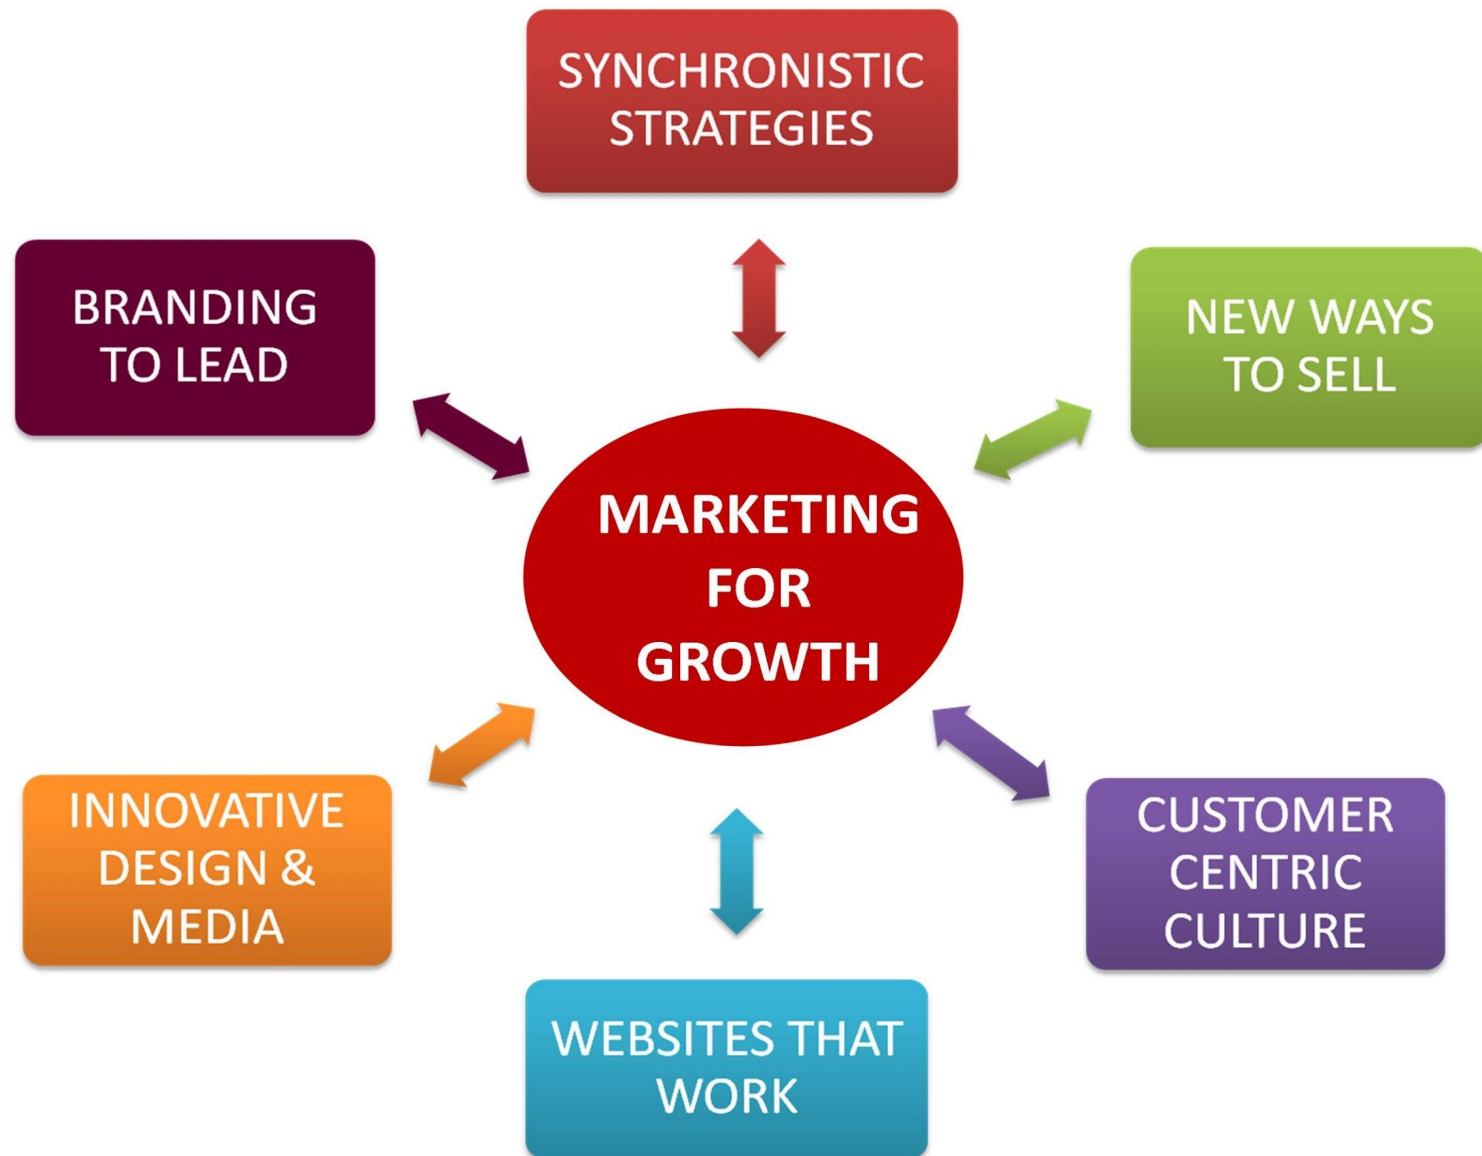 SYNCHRONISTIC
STRATEGIES
BRANDING
TO LEAD
NEW WAYS
TO SELL
MARKETING
FOR
GROWTH
INNOVATIVE
DESIGN &
MEDIA
CUSTOMER
CENTRIC
CULTURE
WEBSITES THAT
WORK